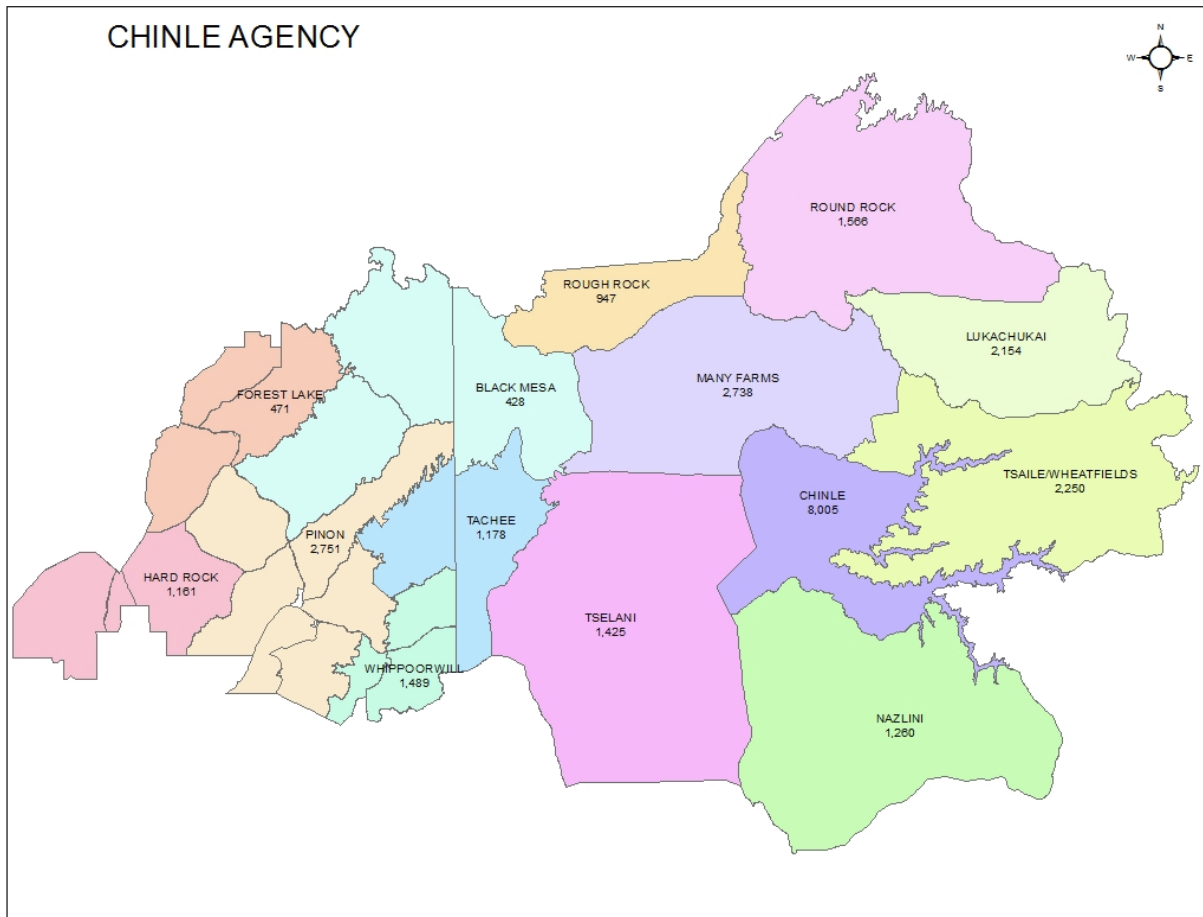 CHINLE AGENCY
N
W
E
S
ROUND ROCK
1,566
ROUGH ROCK
947
LUKACHUKAI
2,154
MANY FARMS
2,738
BLACK MESA
428
FOREST LAKE
471
TSAILE/WHEATFIELDS
2,250
CHINLE
8,005
TACHEE
1,178
PINON
2,751
HARD ROCK
1,161
TSELANI
1,425
WHIPPOORWILL
1,489
NAZLINI
1,260